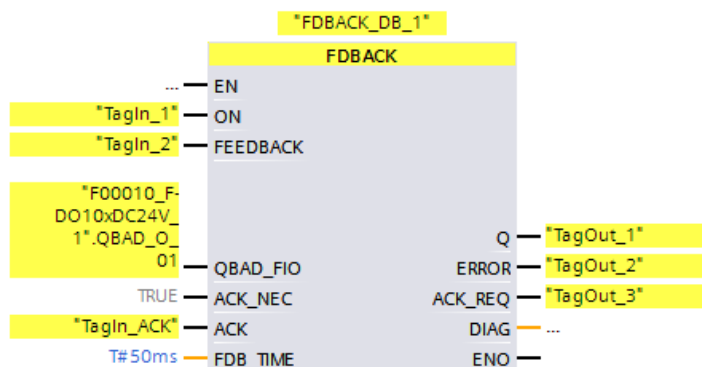 "FDBACK_DB_1"
FDBACK
... EN
"TagIn_1" ON
"TagIn_2" FEEDBACK
"F00010_F-
DO10xDC24V_
1".QBAD_O_
01
Q "TagOut_1"
QBAD_FIO ERROR "TagOut_2"
TRUE ACK_NEC ACK_REQ "TagOut_3"
"TagIn_ACK" ACK DIAG ...
T#50ms FDB_TIME ENO